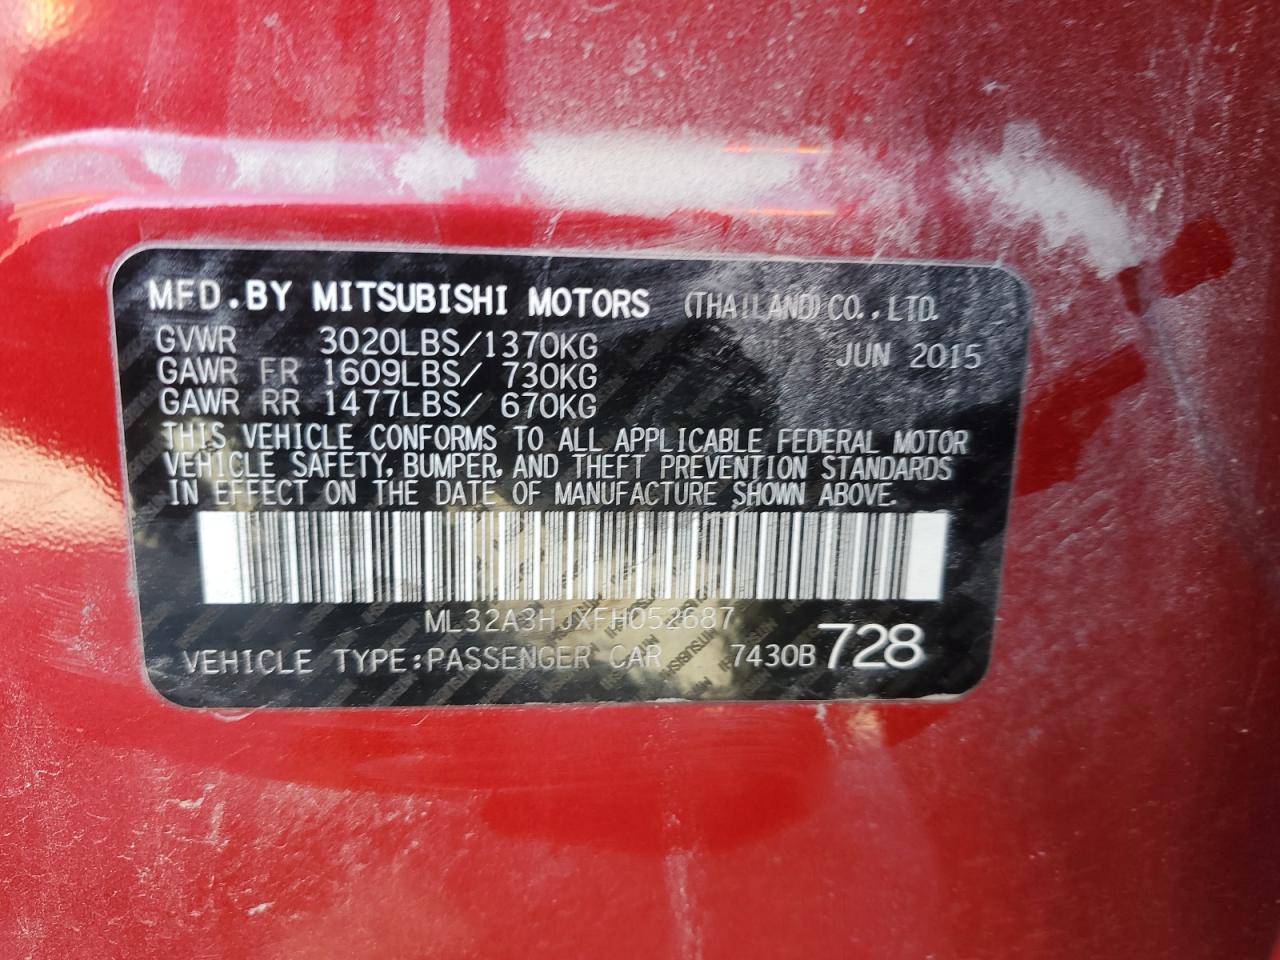 MFD.BY MITSUBISHI MOTORS (THAILAND)CO.,LTD.
GVWR 3020LBS/1370KG JUN 2015
GAWR FR 1609LBS/ 730KG
GAWR RR 1477LBS/ 670KG
THIS VEHICLE CONFORMS TO ALL APPLICABLE FEDERAL MOTOR
VEHICLE SAFETY, BUMPER, AND THEFT PREVENTION STANDARDS
IN EFFECT ON THE DATE OF MANUFACTURE SHOWN ABOVE.
ML32A3HJXFH052687
VEHICLE TYPE:PASSENGER CAR 7430B 728